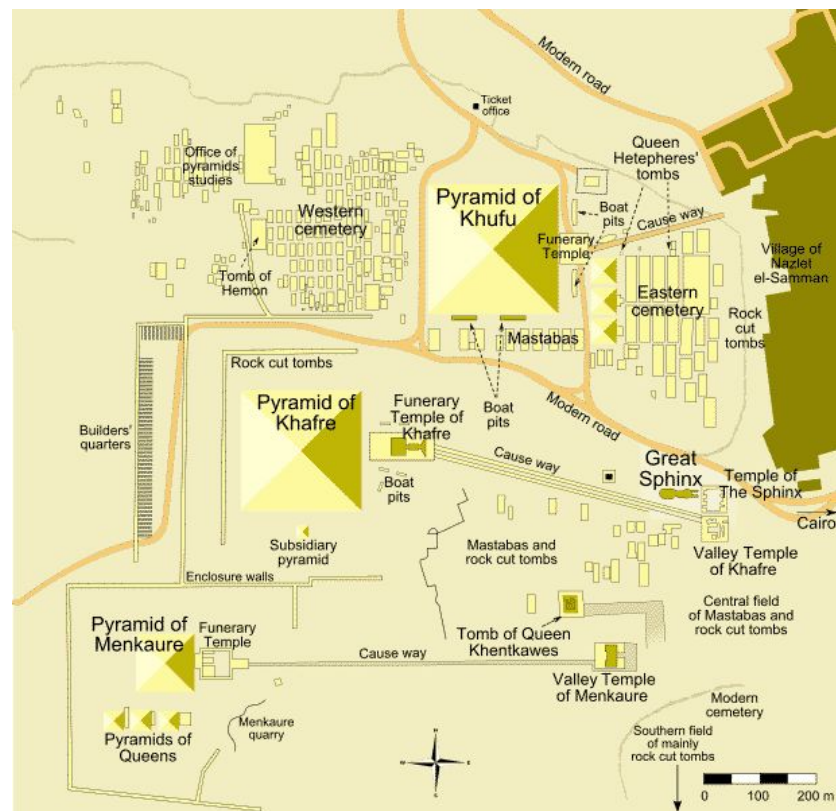 Modern
road
Ticket
office
Office of
pyramids
studies
Queen
Hetepheres'
tombs
Western
cemetery
Pyramid of
Khufu
Boat
pits
Cause way
Funerary
Temple
Village of
Nazlet
el-Samman
Tomb of
Hemon
Eastern
cemetery
Rock
cut
tombs
Mastabas
Rock cut tombs
Pyramid of
Khafre
Funerary
Temple of
Khafre
Boat
pits
Modern road
Builders'
quarters
Cause way
Great
Sphinx
Temple of
The Sphinx
Boat
pits
Cairo
Subsidiary
pyramid
Mastabas and
rock cut tombs
Valley Temple
of Khafre
Enclosure walls
Central field
of Mastabas and
rock cut tombs
Pyramid of
Menkaure
Funerary
Temple
Tomb of Queen
Khentkawes
Cause way
Valley Temple
of Menkaure
Modern
cemetery
Menkaure
quarry
Pyramids of
Queens
Southern field
of mainly
rock cut tombs
N
W
E
S
0 100 200 m